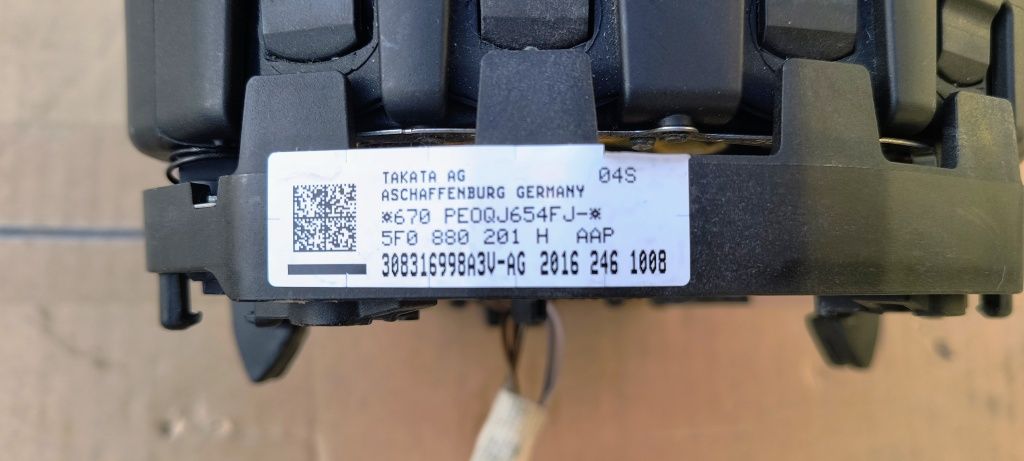 TAKATA AG 04S
ASCHAFFENBURG GERMANY
*670 PEOQJ654FJ-*
5F0 880 201 H AAP
308316998A3V-AG 2016 246 1008